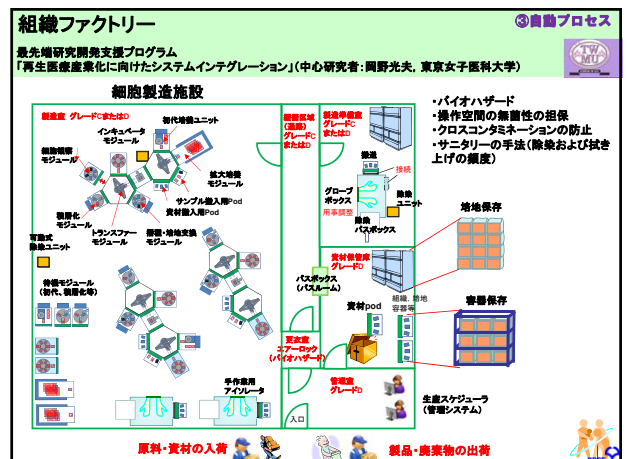 組織ファクトリー
③自動プロセス
最先端研究開発支援プログラム
「再生医療産業化に向けたシステムインテグレーション」(中心研究者:岡野光夫, 東京女子医科大学)
TWMU
細胞製造施設
製造室 グレードCまたはD
初代培養ユニット
インキュベータ
モジュール
細胞観察
モジュール
拡大培養
モジュール
サンプル搬入用Pod
資材搬入用Pod
積層化
モジュール
トランスファー
モジュール
播種・培地交換
モジュール
可動式
除染ユニット
待機モジュール
(初代、積層化等)
手作業用
アイソレータ
緩衝区域
(通路)
グレードC
またはD
製造準備室
グレードC
またはD
搬送
接続
グローブ
ボックス
用事調整
除染
ユニット
除染
パスボックス
資材保管庫
グレードD
パスボックス
(パスルーム)
資材pod
組織, 培地
容器等
更衣室
エアーロック
(バイオハザード)
管理室
グレードD
入口
・バイオハザード
・操作空間の無菌性の担保
・クロスコンタミネーションの防止
・サニタリーの手法(除染および拭き
上げの頻度)
培地保存
容器保存
生産スケジューラ
(管理システム)
原料・資材の入荷
製品・廃棄物の出荷